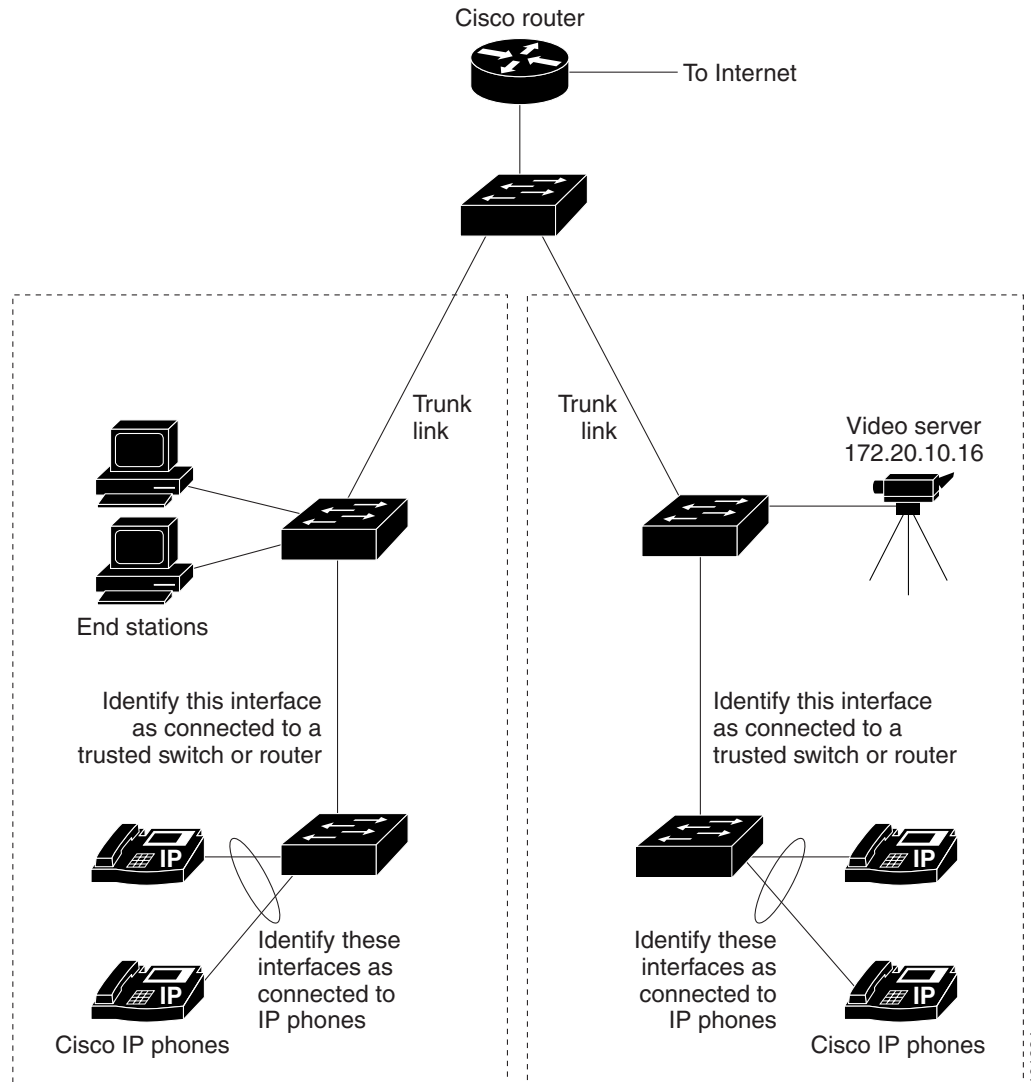 Cisco router
To Internet
Trunk
link
Trunk
link
Video server
172.20.10.16
End stations
Identify this interface
as connected to a
trusted switch or router
Identify this interface
as connected to a
trusted switch or router
IP
IP
Identify these
interfaces as
connected to
IP phones
Cisco IP phones
IP
IP
Identify these
interfaces as
connected to
IP phones
Cisco IP phones